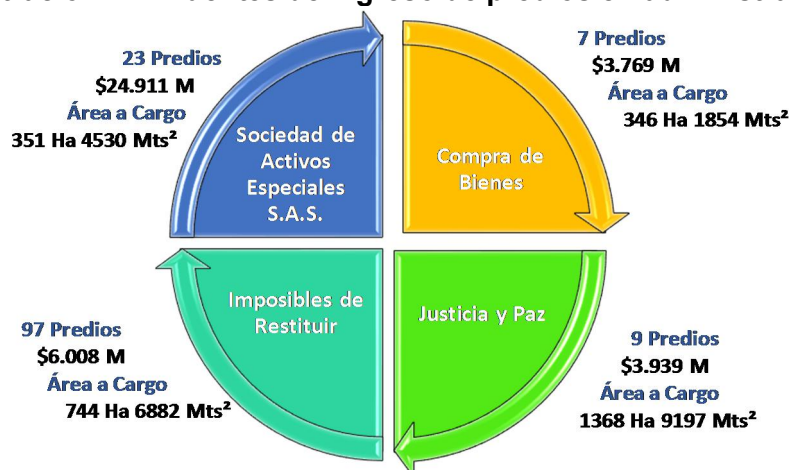 23 Predios
$24.911 M
Área a Cargo
351 Ha 4530 Mts²
Sociedad de
Activos
Especiales
S.A.S.
7 Predios
$3.769 M
Área a Cargo
346 Ha 1854 Mts²
Compra de
Bienes
Imposibles de
Restituir
97 Predios
$6.008 M
Área a Cargo
744 Ha 6882 Mts²
Justicia y Paz
9 Predios
$3.939 M
Área a Cargo
1368 Ha 9197 Mts²